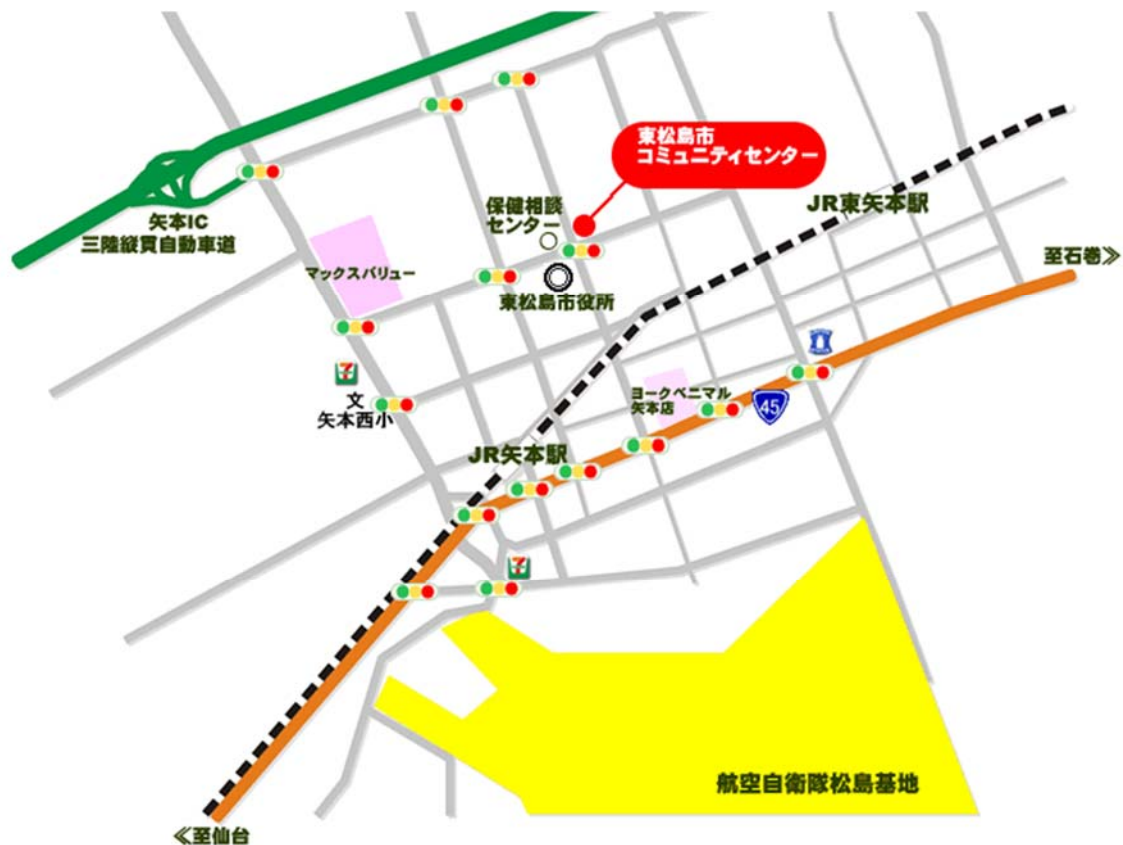 東松島市
コミュニティセンター
保健相談
センター
JR東矢本駅
矢本IC
三陸縦貫自動車道
至石巻≫
マックスバリュー
東松島市役所
7
文
矢本西小
ヨークベニマル
矢本店
45
JR矢本駅
7
航空自衛隊松島基地
≪至仙台